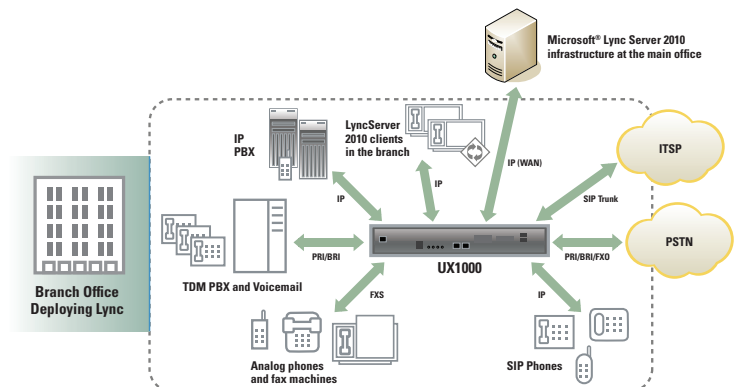 Microsoft® Lync Server 2010
infrastructure at the main office
IP
PBX
LyncServer
2010 clients
in the branch
IP (WAN)
ITSP
IP
IP
SIP Trunk
PRI/BRI
UX1000
PRI/BRI/FXO
PSTN
TDM PBX and Voicemail
Branch Office
Deploying Lync
FXS
IP
Analog phones
and fax machines
SIP Phones